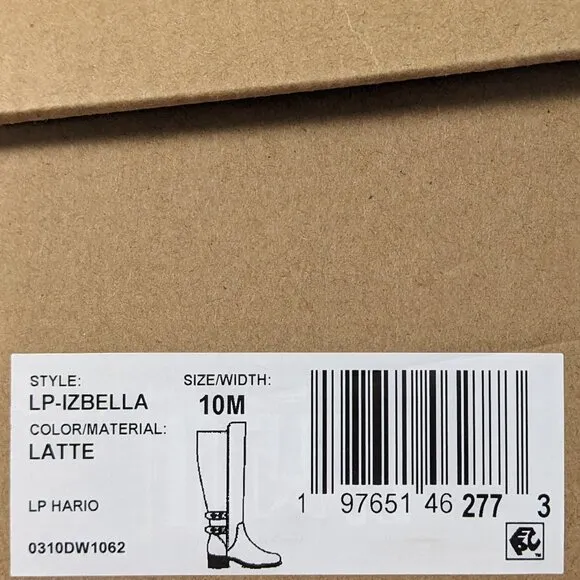 STYLE:
LP-IZBELLA
COLOR/MATERIAL:
LATTE
LP HARIO
0310DW1062
SIZE/WIDTH:
10M
1 97651 46 277 3